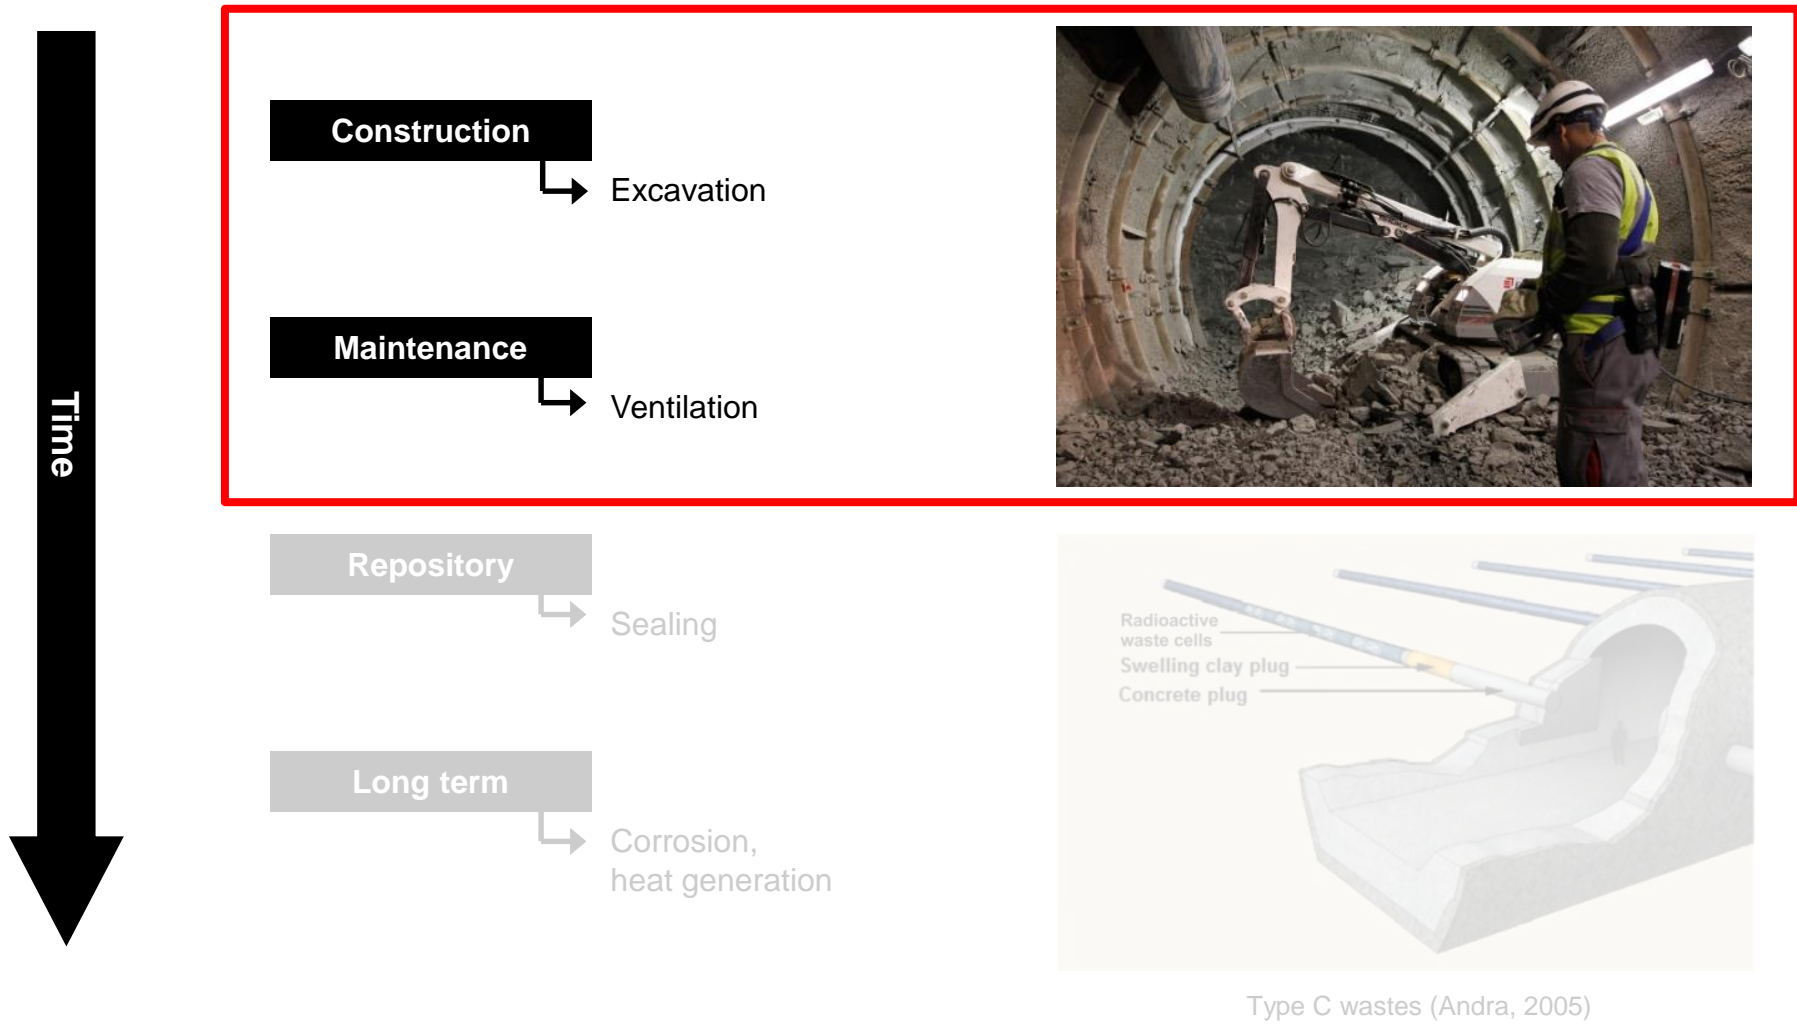 Time
Construction
Excavation
Maintenance
Ventilation
Repository
Sealing
Long term
Corrosion,
heat generation
Radioactive
waste cells
Swelling clay plug
Concrete plug
Type C wastes (Andra, 2005)